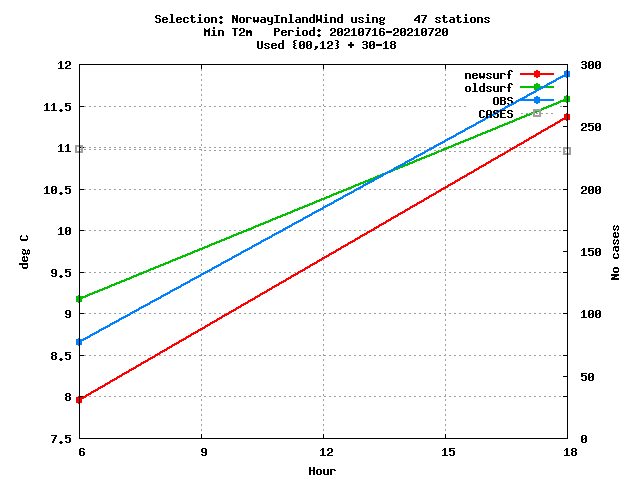 Selection: NorwayInlandWind using    47 stations
Min T2m   Period: 20210716-20210720
Used {00,12} + 30-18
newsurf
oldsurf
OBS
CASES
12
11.5
11
10.5
10
9.5
9
8.5
8
7.5
deg C
300
250
200
150
100
50
0
No cases
6 9 12 15 18
Hour